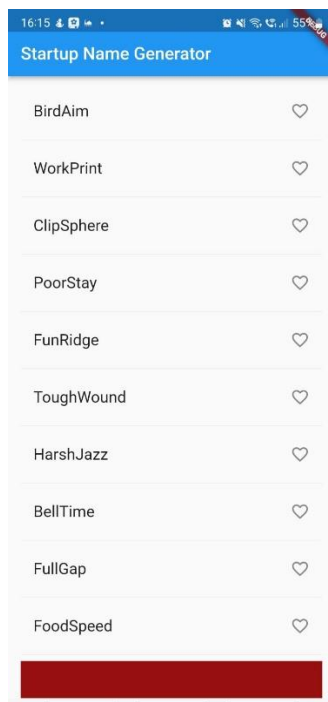 16:15 55%
Startup Name Generator
BirdAim
WorkPrint
ClipSphere
PoorStay
FunRidge
ToughWound
HarshJazz
BellTime
FullGap
FoodSpeed